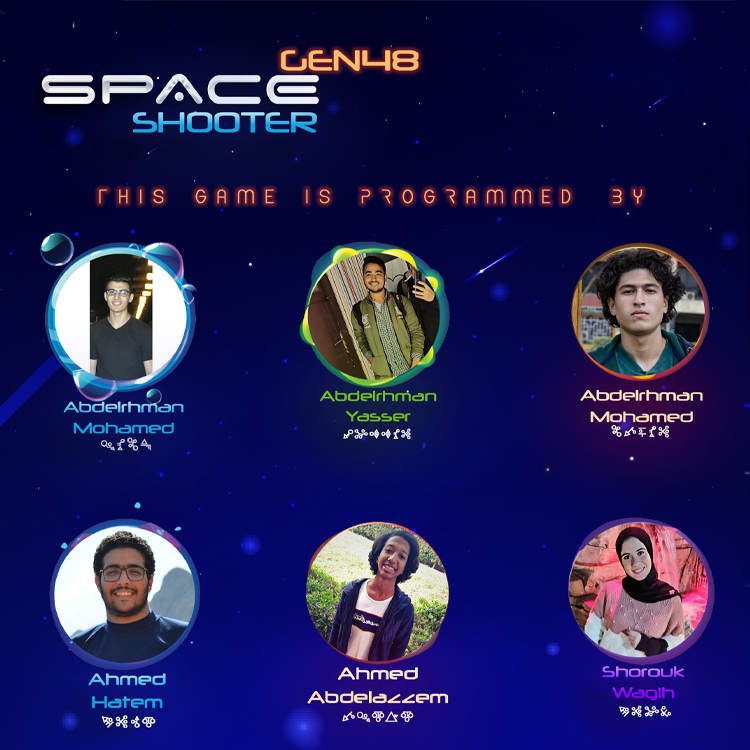 GEN48
SPACE
SHOOTER
THIS GAME IS PROGRAMMED BY
Abdelrhman
Mohamed
Abdelrhman
Yasser
Abdelrhman
Mohamed
Ahmed
Hatem
Ahmed
Abdelazzem
Shorouk
Wagih